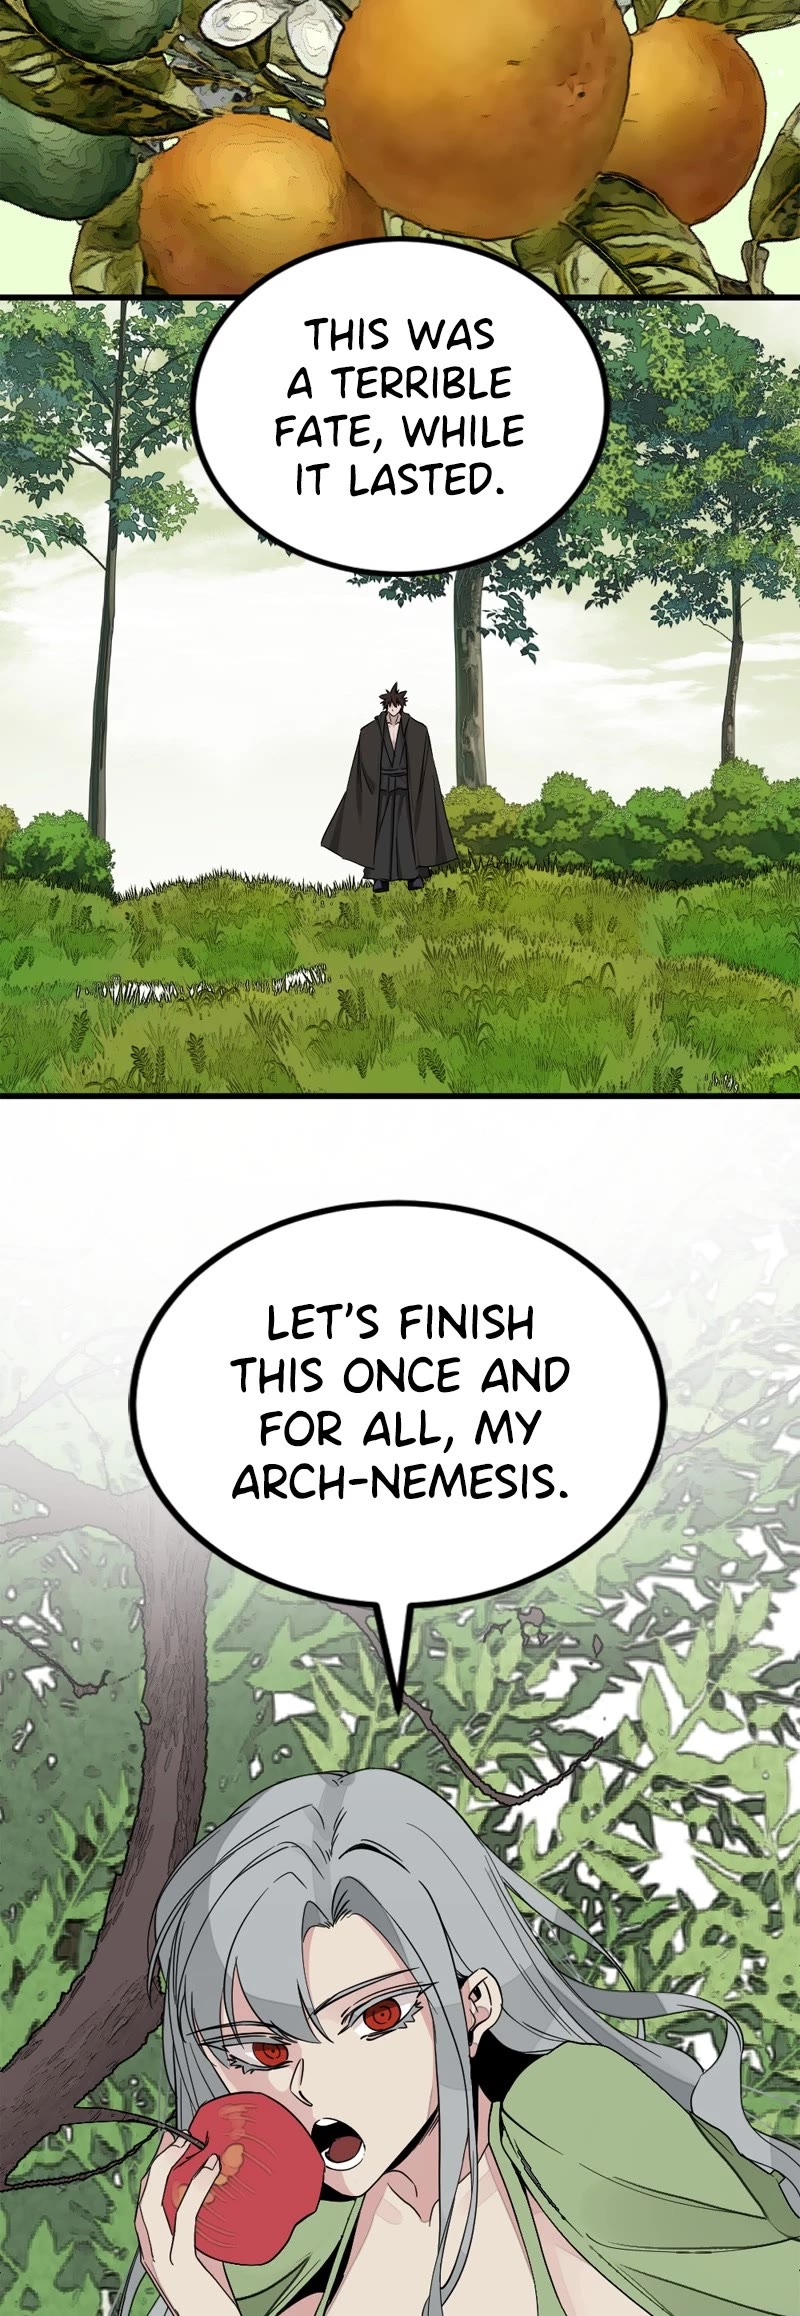 THIS WAS
A TERRIBLE
FATE, WHILE
IT LASTED.
LET'S FINISH
THIS ONCE AND
FOR ALL, MY
ARCH-NEMESIS.